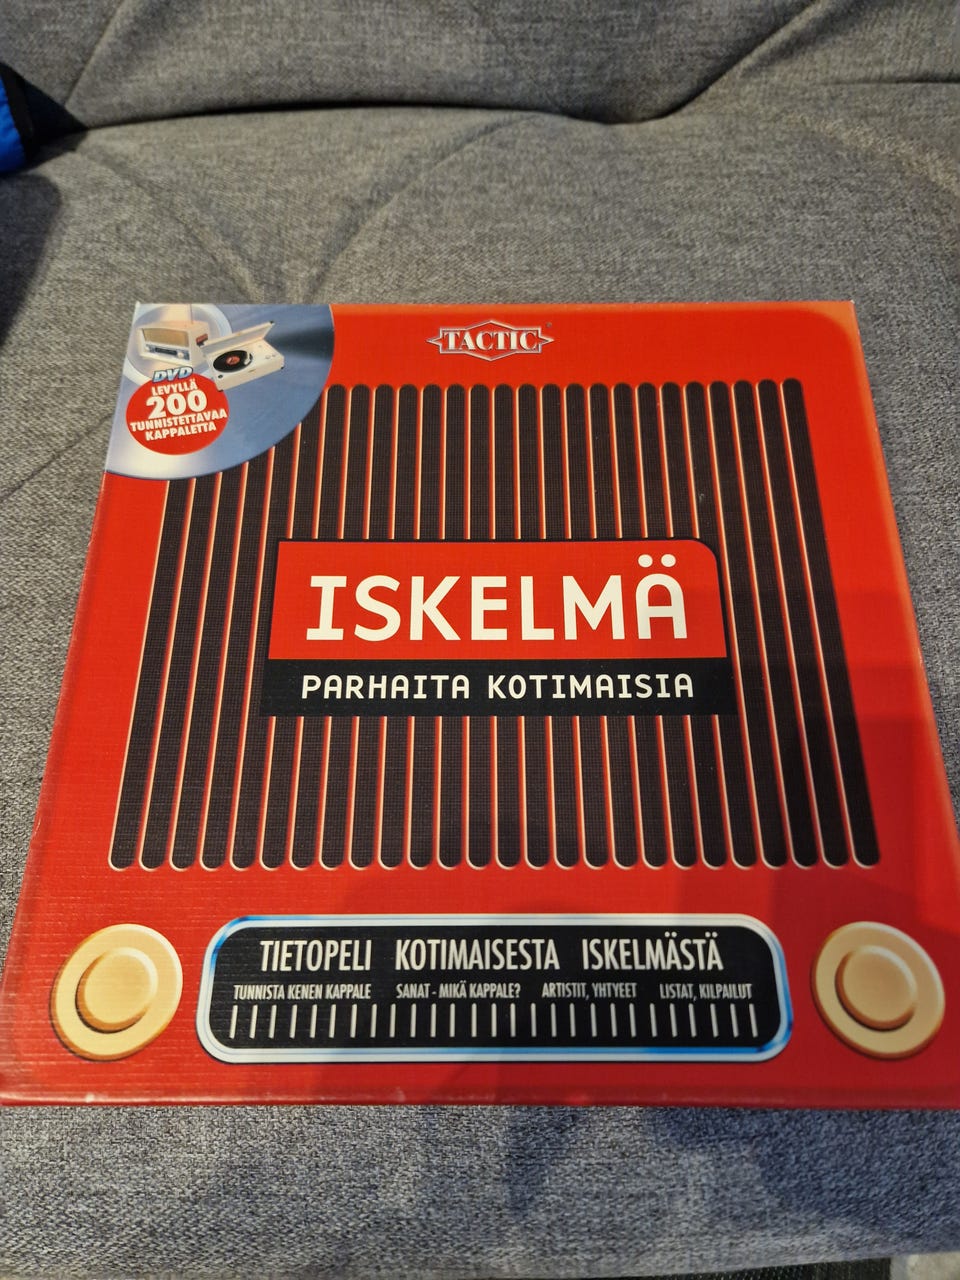 TACTIC
DVD
LEVYLLÄ
200
TUNNISTETTAVAA
KAPPALETTA
ISKELMÄ
PARHAITA KOTIMAISIA
TIETOPELI KOTIMAISESTA ISKELMÄSTÄ
TUNNISTA KENEN KAPPALE SANAT - MIKÄ KAPPALE? ARTISTIT, YHTYEET LISTAT, KILPAILUT